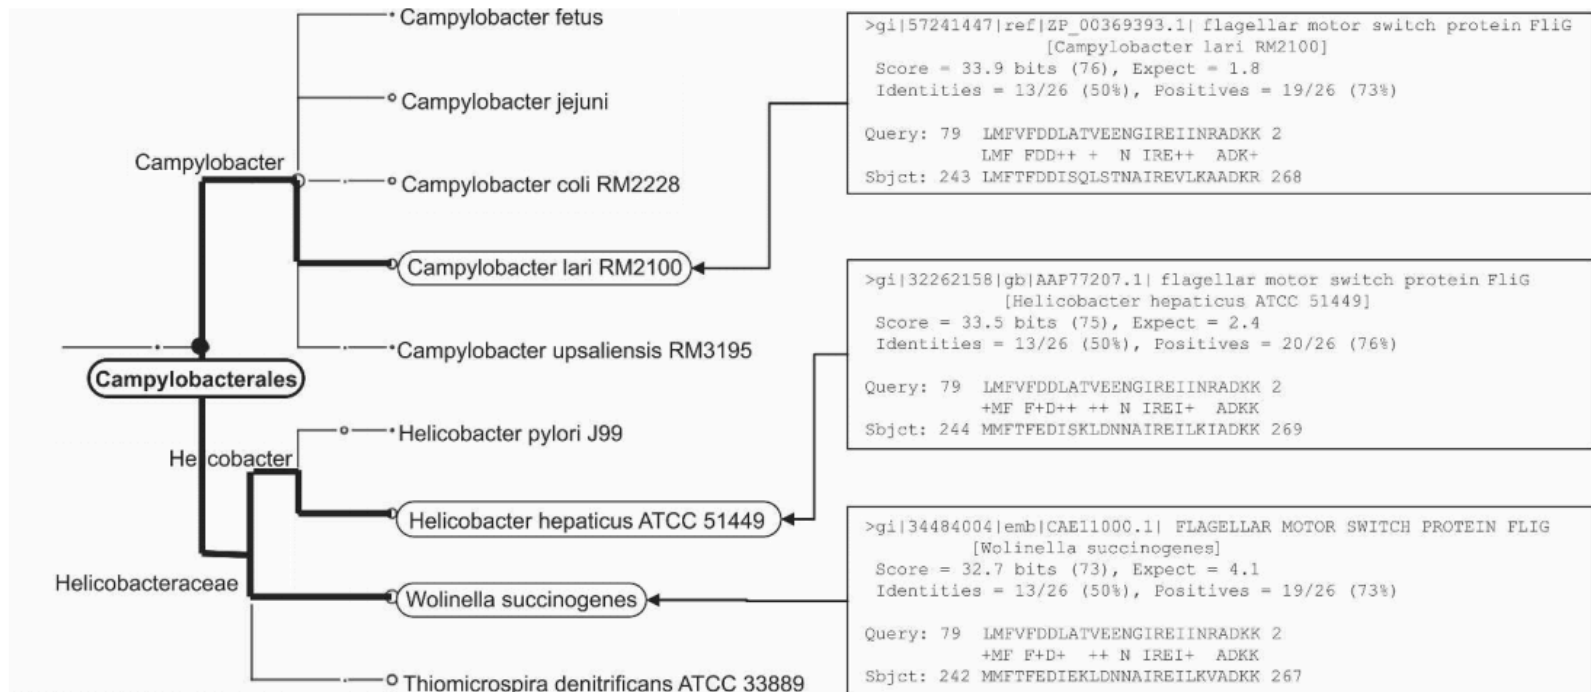 Campylobacter fetus
Campylobacter jejuni
Campylobacter
Campylobacter coli RM2228
Campylobacter lari RM2100
Campylobacter upsaliensis RM3195
Campylobacterales
Helicobacter pylori J99
Helicobacter
Helicobacter hepaticus ATCC 51449
Helicobacteraceae
Wolinella succinogenes
Thiomicrospira denitrificans ATCC 33889
>gi|57241447|ref|ZP_00369393.1| flagellar motor switch protein FliG
[Campylobacter lari RM2100]
Score = 33.9 bits (76), Expect = 1.8
Identities = 13/26 (50%), Positives = 19/26 (73%)
Query: 79 LMFVFDDLATVEENGIREIINRADKK 2
LMF FDD++ + N IRE++ ADK+
Sbjct: 243 LMFTFDDISQLSTNAIREVLKAADKR 268
>gi|32262158|gb|AAP77207.1| flagellar motor switch protein FliG
[Helicobacter hepaticus ATCC 51449]
Score = 33.5 bits (75), Expect = 2.4
Identities = 13/26 (50%), Positives = 20/26 (76%)
Query: 79 LMFVFDDLATVEENGIREIINRADKK 2
+MF F+D++ ++ N IREI+ ADKK
Sbjct: 244 MMFTFEDISKLDNNAIREILKIADKK 269
>gi|34484004|emb|CAE11000.1| FLAGELLAR MOTOR SWITCH PROTEIN FLIG
[Wolinella succinogenes]
Score = 32.7 bits (73), Expect = 4.1
Identities = 13/26 (50%), Positives = 19/26 (73%)
Query: 79 LMFVFDDLATVEENGIREIINRADKK 2
+MF F+D+ ++ N IREI+ ADKK
Sbjct: 242 MMFTFEDIEKLDNNAIREILKVADKK 267